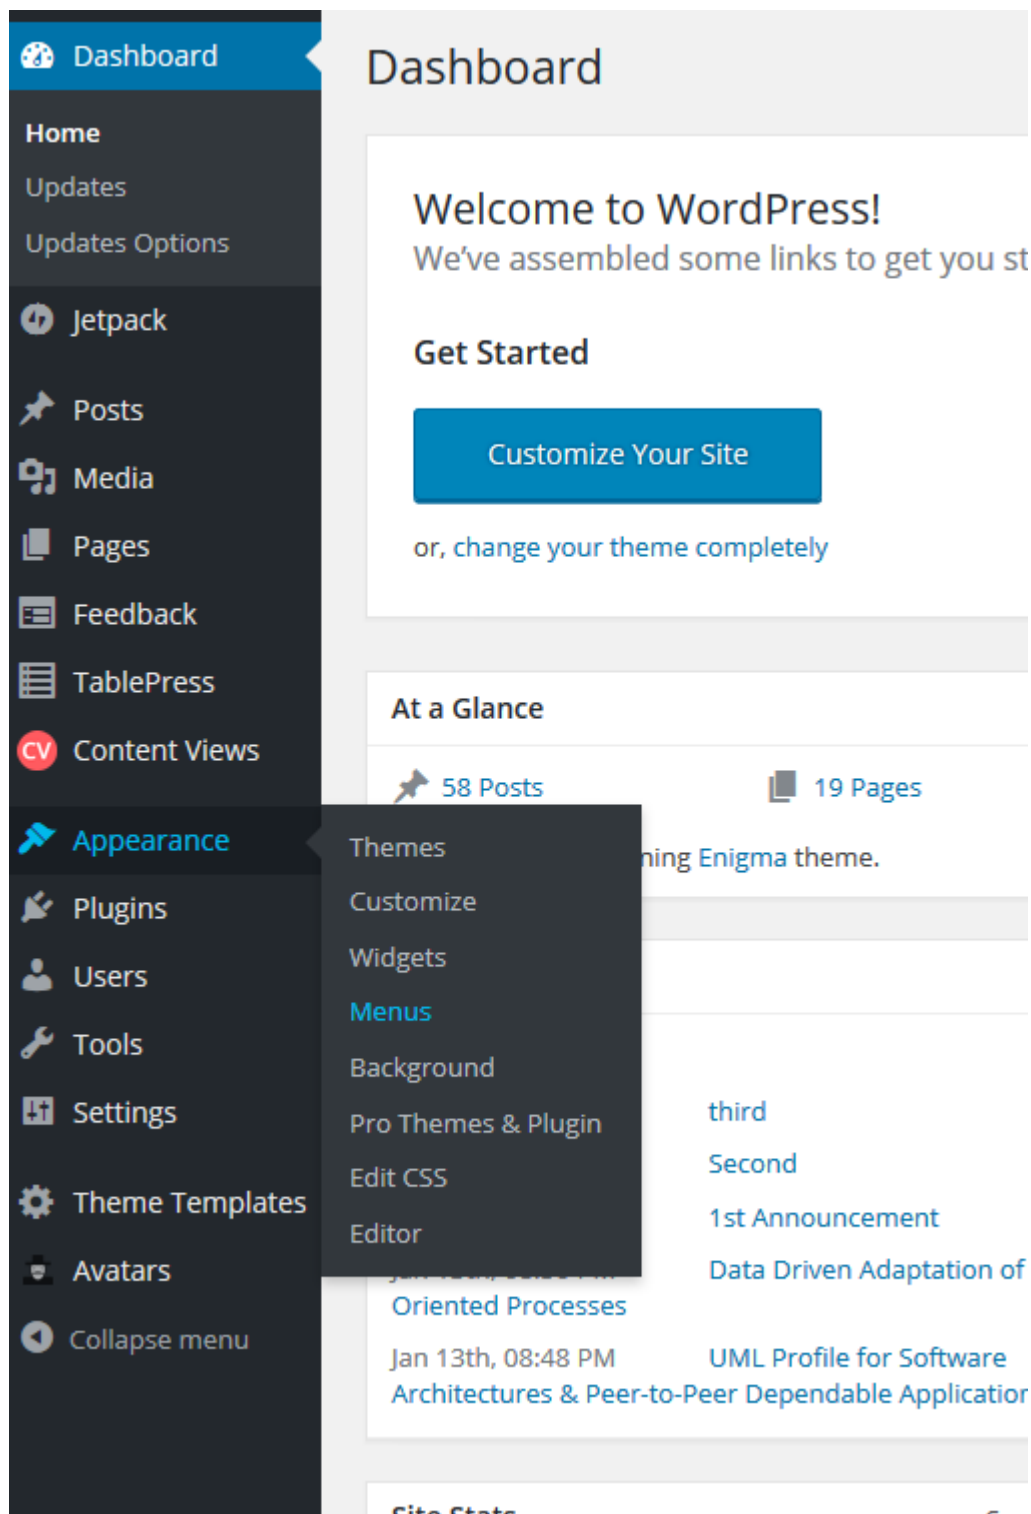 Dashboard
Home
Updates
Updates Options
Jetpack
Posts
Media
Pages
Feedback
TablePress
CV Content Views
Appearance
Plugins
Users
Tools
Settings
Theme Templates
Avatars
Collapse menu
Themes
Customize
Widgets
Menus
Background
Pro Themes & Plugin
Edit CSS
Editor
Dashboard
Welcome to WordPress!
We've assembled some links to get you st
Get Started
Customize Your Site
or, change your theme completely
At a Glance
58 Posts 19 Pages
ning Enigma theme.
third
Second
1st Announcement
Data Driven Adaptation of
Oriented Processes
Jan 13th, 08:48 PM UML Profile for Software
Architectures & Peer-to-Peer Dependable Application
Site Stats